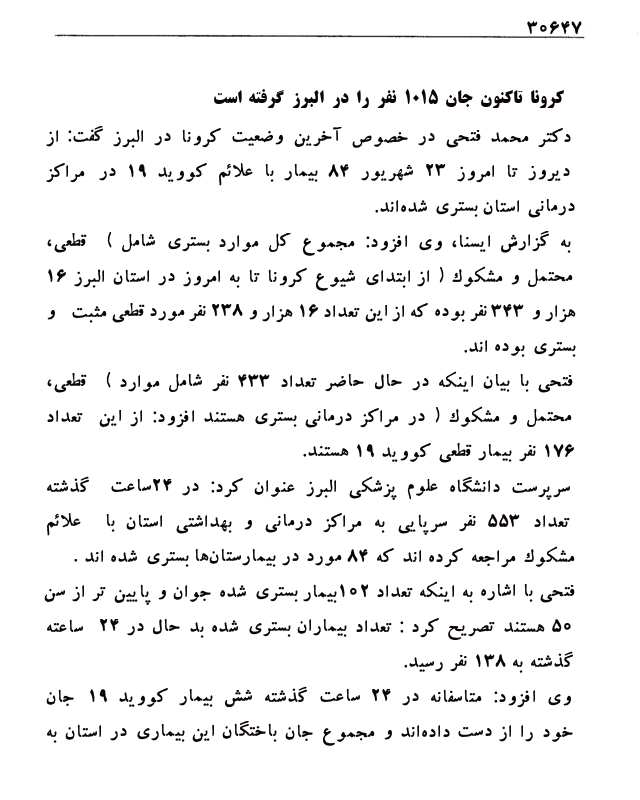 ۳۰۶۴۷
کرونا تاکنون جان ۱۰۱۵ نفر را در البرز گرفته است
دکتر محمد فتحی در خصوص آخرین وضعیت کرونا در البرز گفت: از
دیروز تا امروز ۲۳ شهریور ۸۴ بیمار با علائم کووید ۱۹ در مراکز
درمانی استان بستری شده‌اند.
به گزارش ایسنا، وی افزود: مجموع کل موارد بستری شامل ) قطعی،
محتمل و مشکوك ( از ابتدای شیوع کرونا تا به امروز در استان البرز ۱۶
هزار و ۳۴۳ نفر بوده که از این تعداد ۱۶ هزار و ۲۳۸ نفر مورد قطعی مثبت و
بستری بوده اند.
فتحی با بیان اینکه در حال حاضر تعداد ۴۳۳ نفر شامل موارد ) قطعی،
محتمل و مشکوك ( در مراکز درمانی بستری هستند افزود: از این تعداد
۱۷۶ نفر بیمار قطعی کووید ۱۹ هستند.
سرپرست دانشگاه علوم پزشکی البرز عنوان کرد: در ۲۴ساعت گذشته
تعداد ۵۵۳ نفر سرپایی به مراکز درمانی و بهداشتی استان با علائم
مشکوك مراجعه کرده اند که ۸۴ مورد در بیمارستان‌ها بستری شده اند .
فتحی با اشاره به اینکه تعداد ۱۰۲بیمار بستری شده جوان و پایین تر از سن
۵۰ هستند تصریح کرد : تعداد بیماران بستری شده بد حال در ۲۴ ساعته
گذشته به ۱۳۸ نفر رسید.
وی افزود: متاسفانه در ۲۴ ساعت گذشته شش بیمار کووید ۱۹ جان
خود را از دست داده‌اند و مجموع جان باختگان این بیماری در استان به